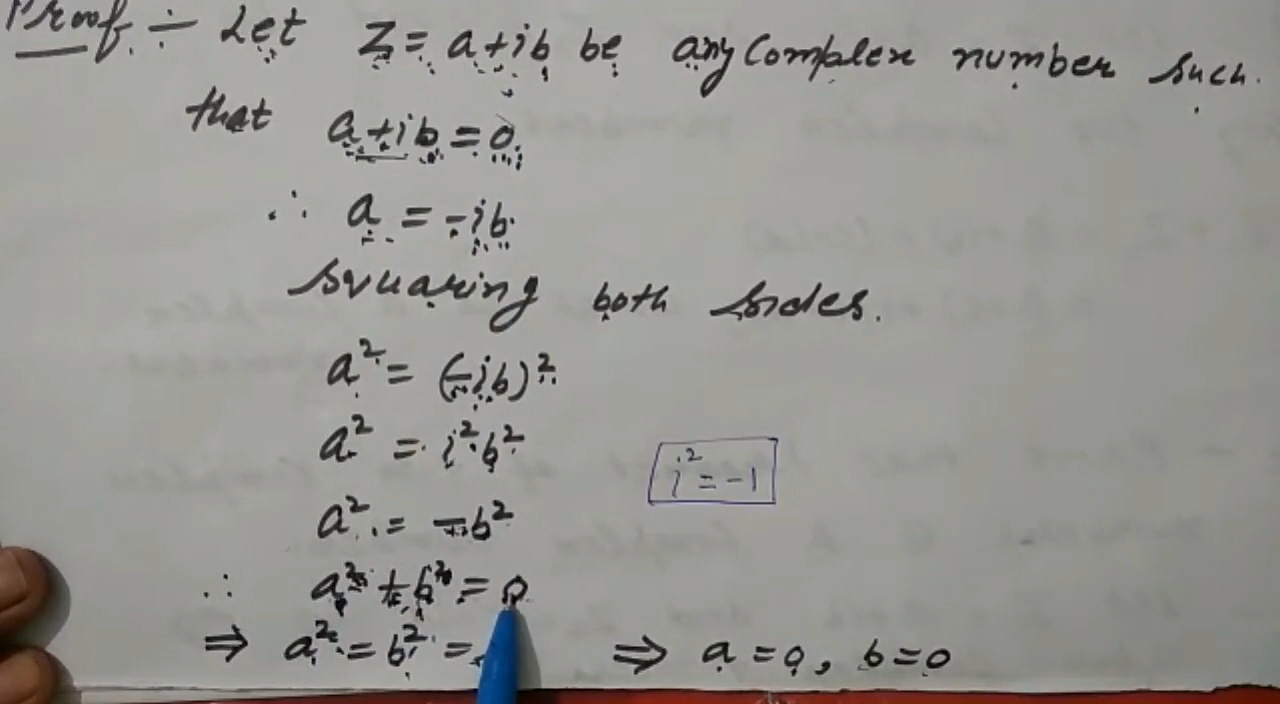 Proof :- Let Z = a+ib be any Complex number such
that a+ib = 0
∴ a = -ib
squaring both sides.
a² = (-ib)²
a² = i²b²
i² = -1
a² = -b²
∴ a² + b² = 0
⇒ a² = b² = ⇒ a = 0, b = 0